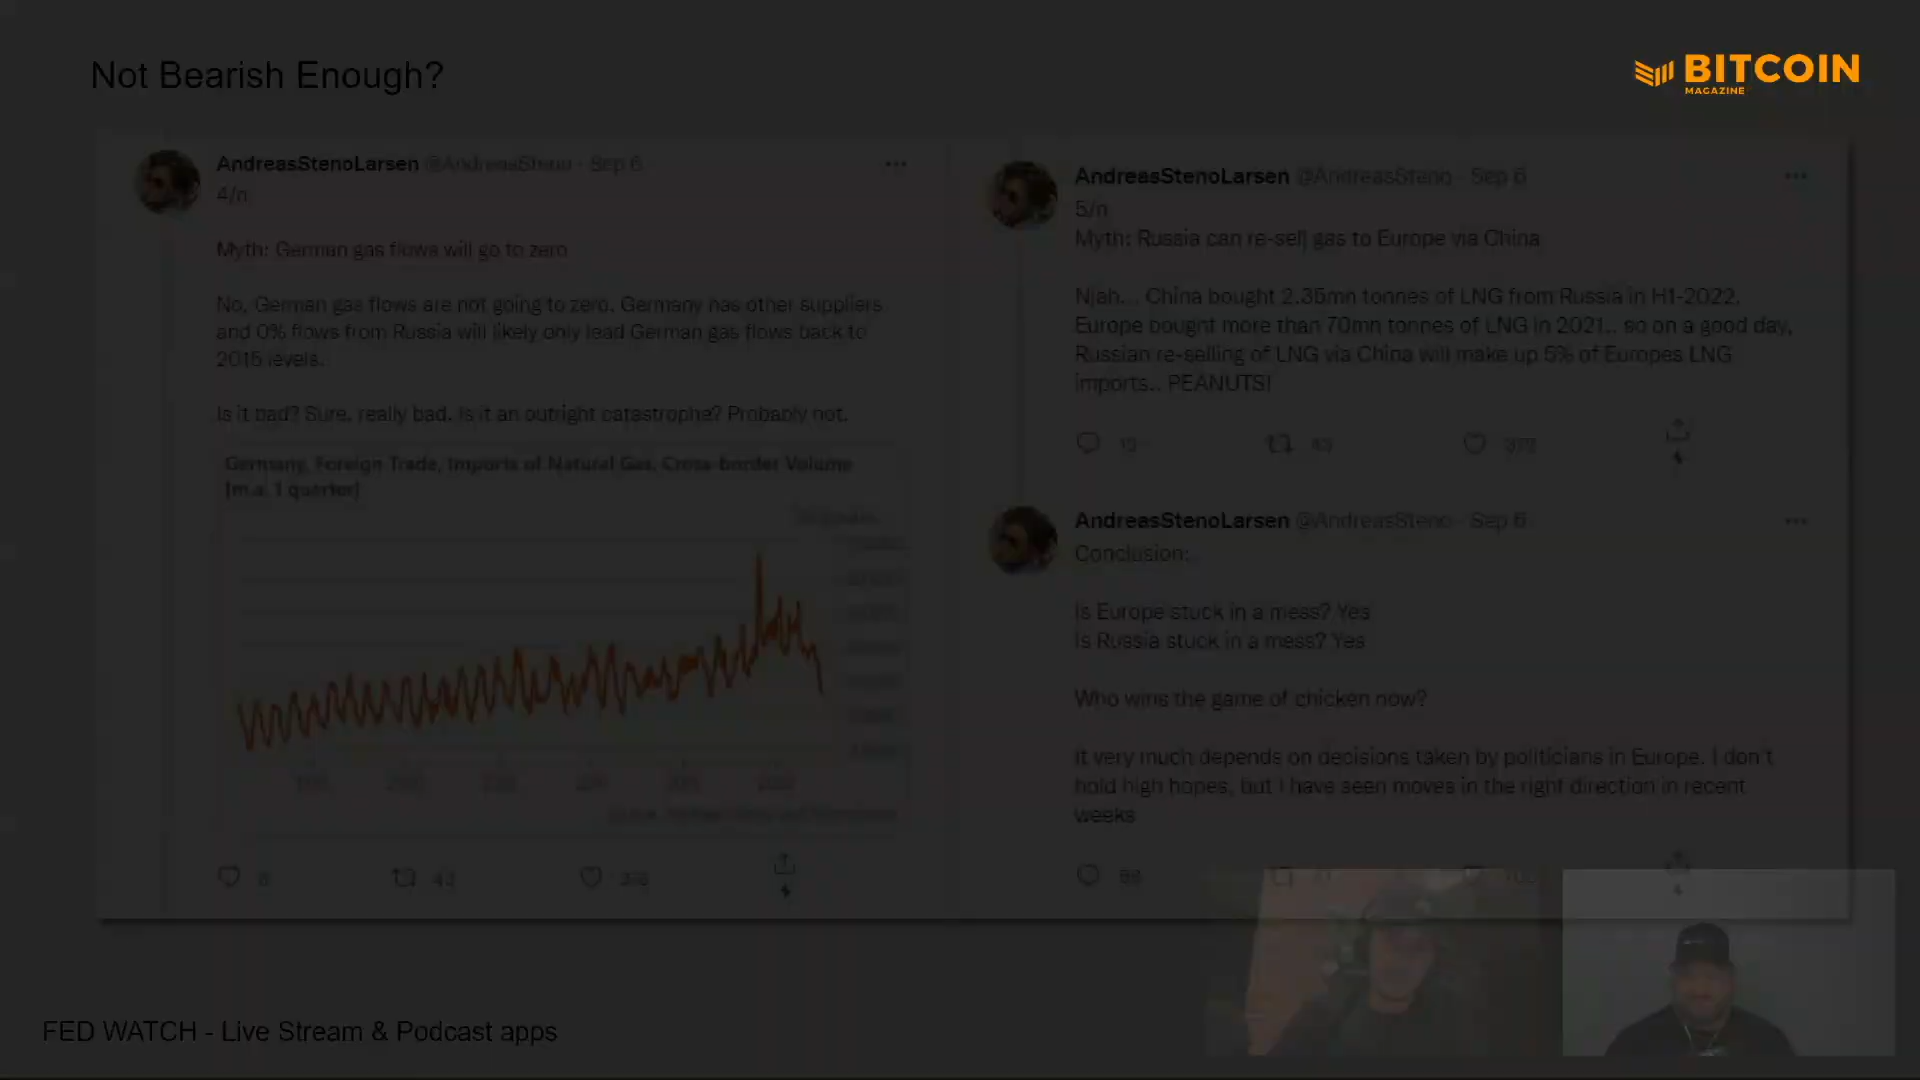 Not Bearish Enough?
BITCOIN
MAGAZINE
AndreasStenoLarsen @AndreasSteno · Sep 6
4/n
Myth: German gas flows will go to zero
No, German gas flows are not going to zero. Germany has other suppliers
and 0% flows from Russia will likely only lead German gas flows back to
2015 levels.
Is it bad? Sure, really bad. Is it an outright catastrophe? Probably not.
Germany, Foreign Trade, Imports of Natural Gas, Cross-border Volume
[m.a. 1 quarter]
8
43
AndreasStenoLarsen @AndreasSteno · Sep 6
5/n
Myth: Russia can re-sell gas to Europe via China
Njah... China bought 2.35mn tonnes of LNG from Russia in H1-2022.
Europe bought more than 70mn tonnes of LNG in 2021.. so on a good day,
Russian re-selling of LNG via China will make up 5% of Europes LNG
imports.. PEANUTS!
AndreasStenoLarsen @AndreasSteno · Sep 6
Conclusion:
Is Europe stuck in a mess? Yes
Is Russia stuck in a mess? Yes
Who wins the game of chicken now?
It very much depends on decisions taken by politicians in Europe. I don't
hold high hopes, but I have seen moves in the right direction in recent
weeks
FED WATCH - Live Stream & Podcast apps